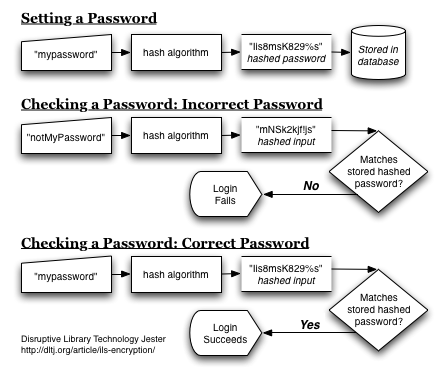 Setting a Password
"mypassword"
hash algorithm
"Iis8msK829%s"
hashed password
Stored in
database
Checking a Password: Incorrect Password
"notMyPassword"
hash algorithm
"mNSk2kjf!js"
hashed input
Matches
stored hashed
password?
No
Login
Fails
Checking a Password: Correct Password
"mypassword"
hash algorithm
"Iis8msK829%s"
hashed input
Matches
stored hashed
password?
Yes
Login
Succeeds
Disruptive Library Technology Jester
http://dltj.org/article/ils-encryption/